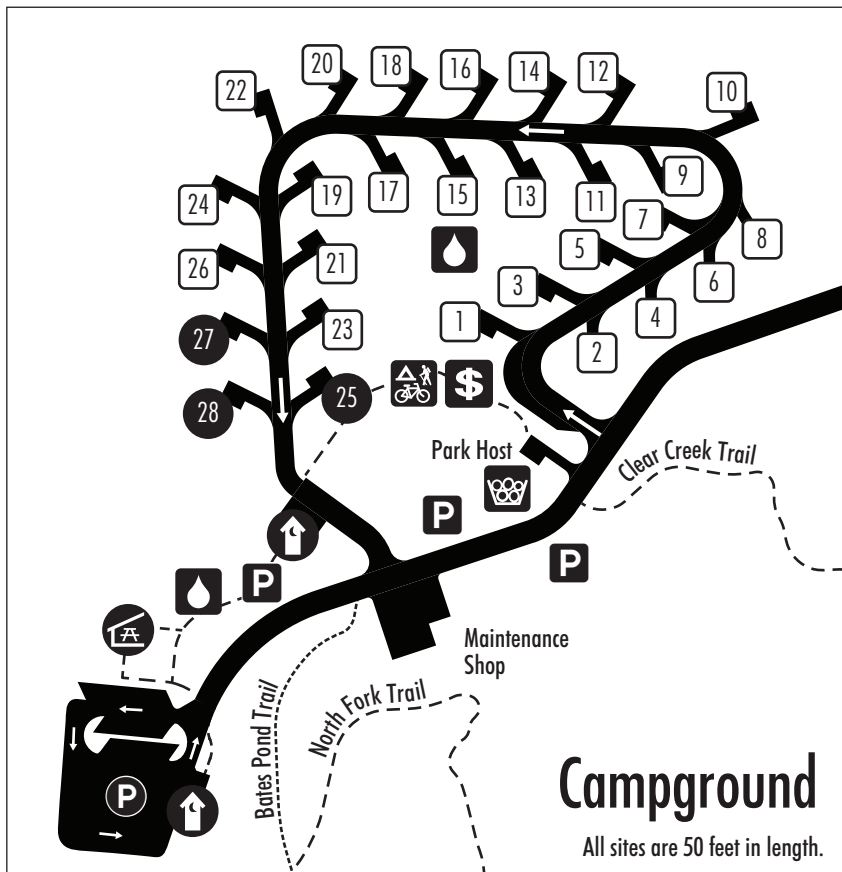 20
18
16
14
12
10
22
24
19
17
15
13
11
9
7
8
26
21
5
6
3
4
27
23
1
2
28
25
$
Park Host
Clear Creek Trail
P
P
P
Maintenance
Shop
Bates Pond Trail
North Fork Trail
P
Campground
All sites are 50 feet in length.